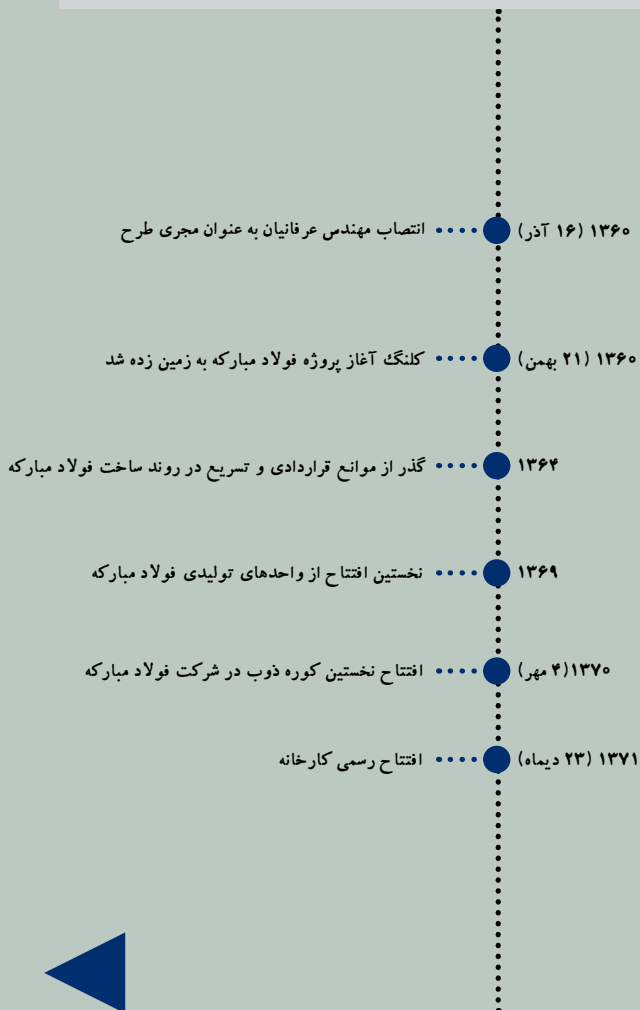 ۱۳۶۰ (۱۶ آذر) انتصاب مهندس عرفانیان به عنوان مجری طرح
۱۳۶۰ (۲۱ بهمن) کلنگ آغاز پروژه فولاد مبارکه به زمین زده شد
۱۳۶۴ گذر از موانع قراردادی و تسریع در روند ساخت فولاد مبارکه
۱۳۶۹ نخستین افتتاح از واحدهای تولیدی فولاد مبارکه
۱۳۷۰(۴ مهر) افتتاح نخستین کوره ذوب در شرکت فولاد مبارکه
۱۳۷۱ (۲۳ دیماه) افتتاح رسمی کارخانه